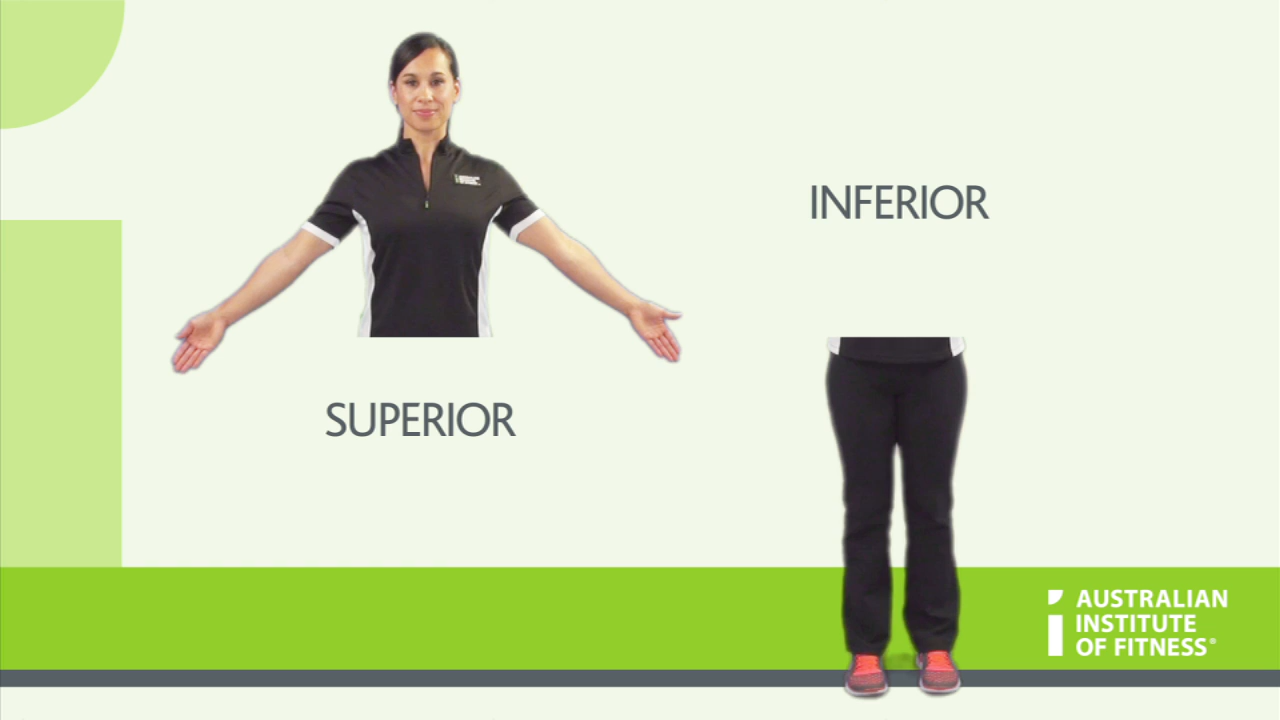 INFERIOR
SUPERIOR
AUSTRALIAN
INSTITUTE
OF FITNESS®